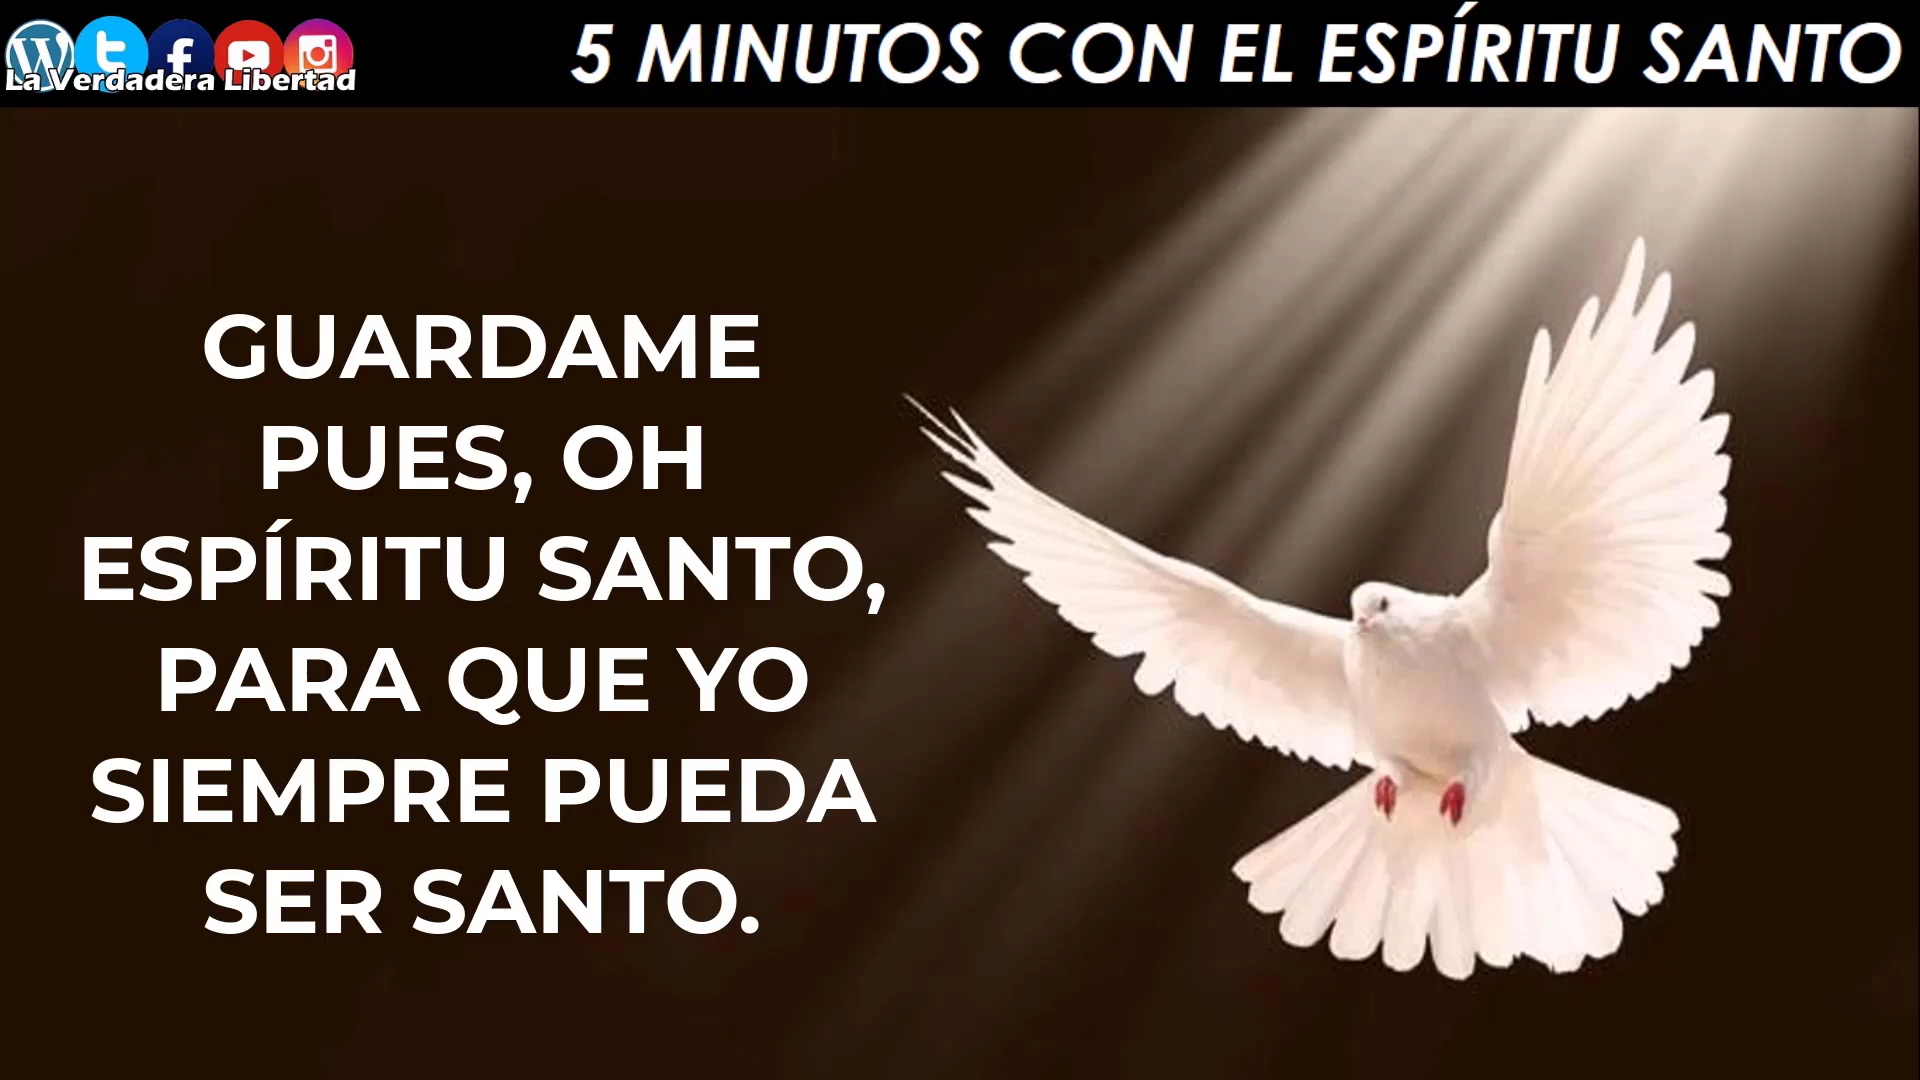 La Verdadera Libertad
5 MINUTOS CON EL ESPÍRITU SANTO
GUARDAME
PUES, OH
ESPÍRITU SANTO,
PARA QUE YO
SIEMPRE PUEDA
SER SANTO.